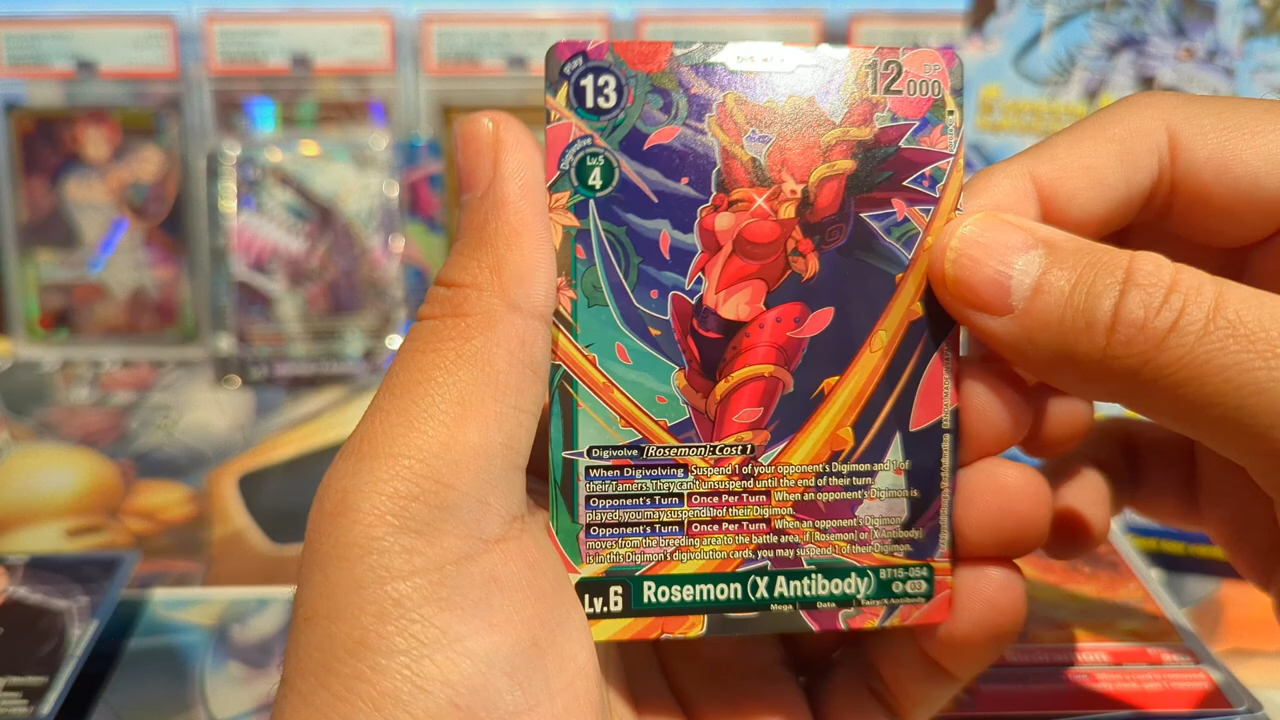 Play
13
DP
12000
Digivolve
Lv.5
4
Digivolve [Rosemon]: Cost 1
When Digivolving Suspend 1 of your opponent's Digimon and 1 of
their Tamers. They can't unsuspend until the end of their turn.
Opponent's Turn Once Per Turn When an opponent's Digimon is
played, you may suspend 1 of their Digimon.
Opponent's Turn Once Per Turn When an opponent's Digimon
moves from the breeding area to the battle area, if [Rosemon] or [X Antibody]
is in this Digimon's digivolution cards, you may suspend 1 of their Digimon.
BT15-054
Lv.6 Rosemon (X Antibody) R 03
Mega Data Fairy/X Antibody